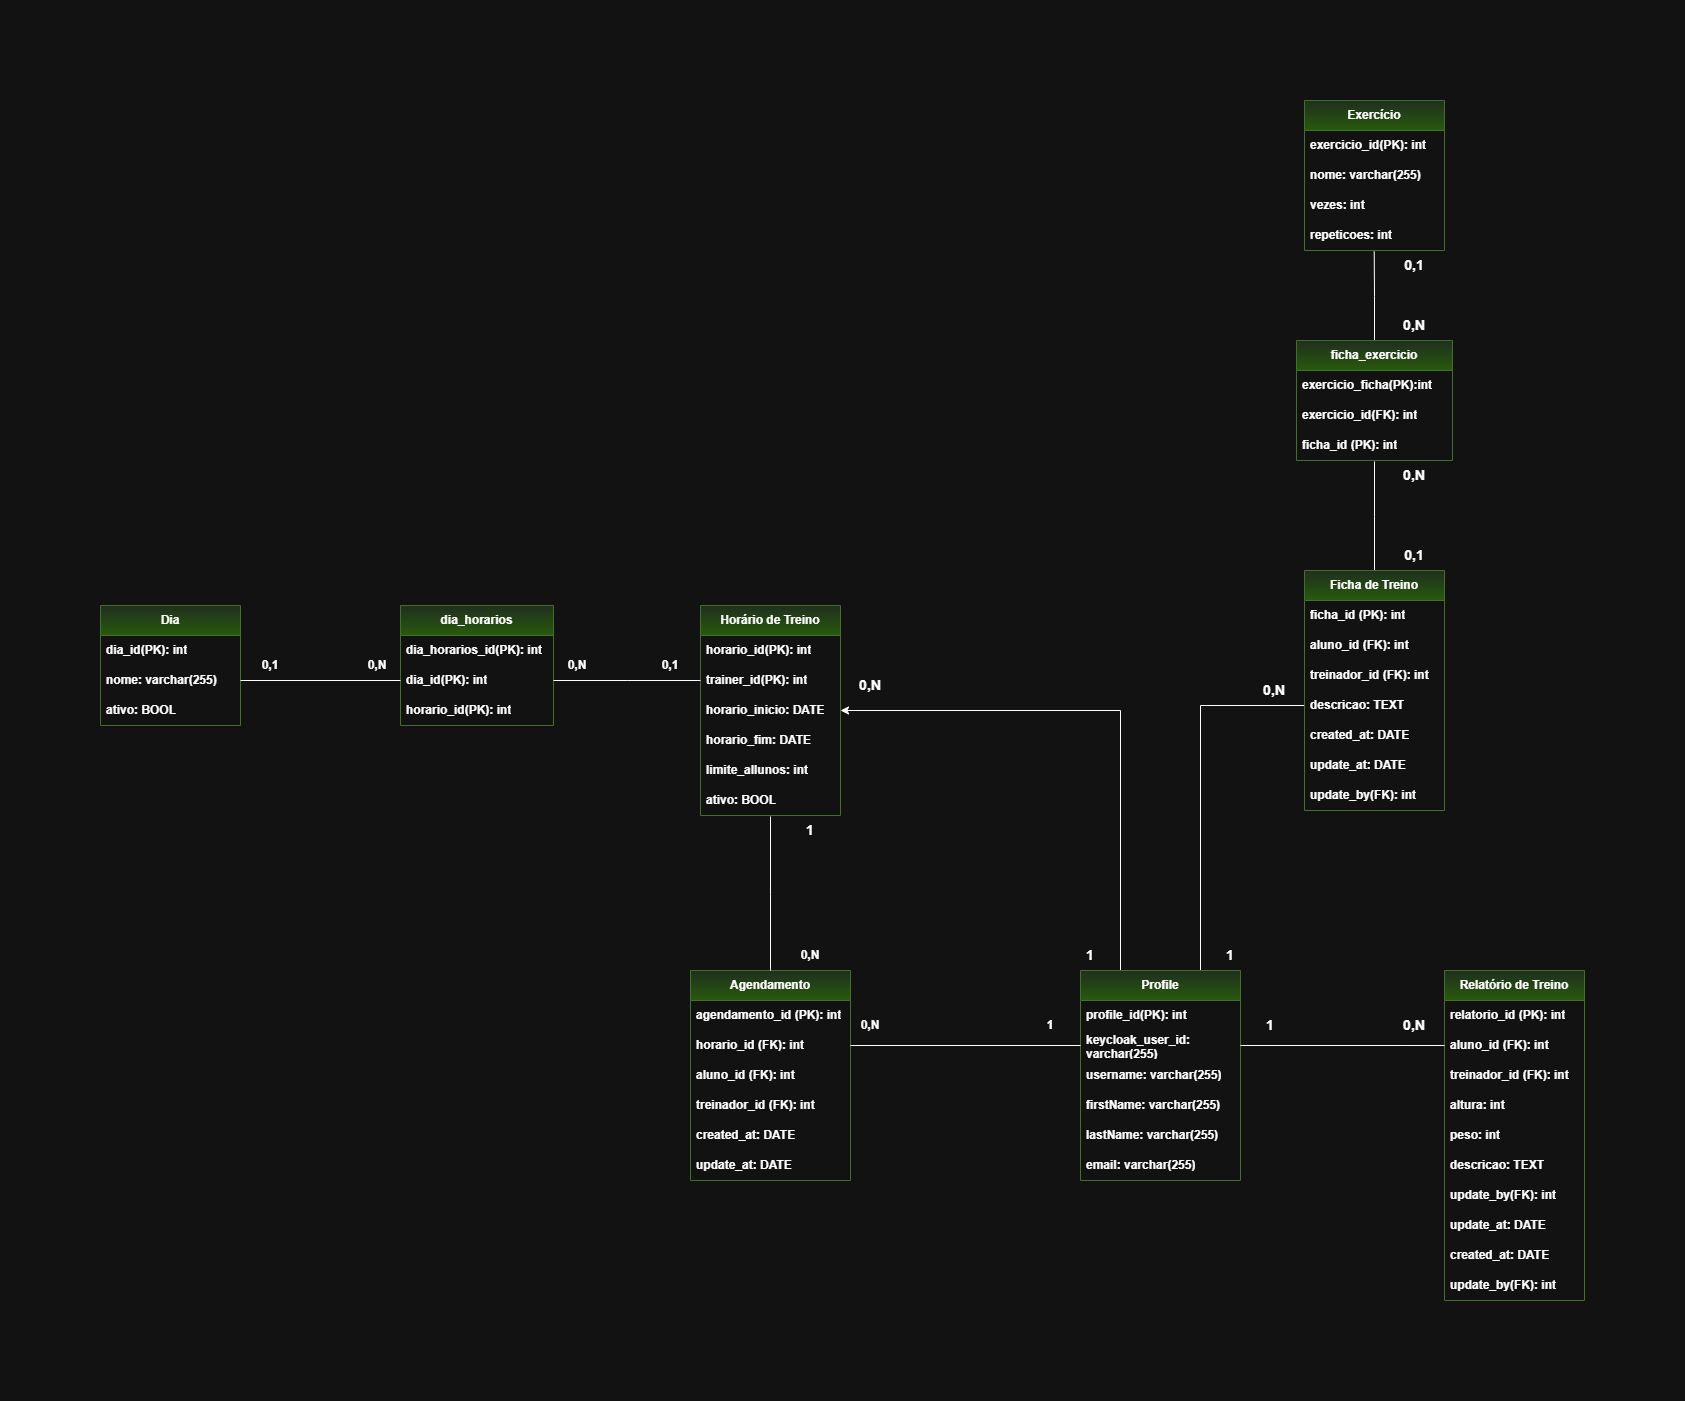 Exercício
exercicio_id(PK): int
nome: varchar(255)
vezes: int
repeticoes: int
0,1
0,N
ficha_exercicio
exercicio_ficha(PK):int
exercicio_id(FK): int
ficha_id (PK): int
0,N
0,1
Ficha de Treino
ficha_id (PK): int
aluno_id (FK): int
treinador_id (FK): int
descricao: TEXT
created_at: DATE
update_at: DATE
update_by(FK): int
0,N
1
Dia
dia_id(PK): int
nome: varchar(255)
ativo: BOOL
0,1
0,N
dia_horarios
dia_horarios_id(PK): int
dia_id(PK): int
horario_id(PK): int
0,N
0,1
Horário de Treino
horario_id(PK): int
trainer_id(PK): int
horario_inicio: DATE
horario_fim: DATE
limite_allunos: int
ativo: BOOL
0,N
1
1
0,N
Agendamento
agendamento_id (PK): int
horario_id (FK): int
aluno_id (FK): int
treinador_id (FK): int
created_at: DATE
update_at: DATE
0,N
1
Profile
profile_id(PK): int
keycloak_user_id:
varchar(255)
username: varchar(255)
firstName: varchar(255)
lastName: varchar(255)
email: varchar(255)
1
0,N
Relatório de Treino
relatorio_id (PK): int
aluno_id (FK): int
treinador_id (FK): int
altura: int
peso: int
descricao: TEXT
update_by(FK): int
update_at: DATE
created_at: DATE
update_by(FK): int